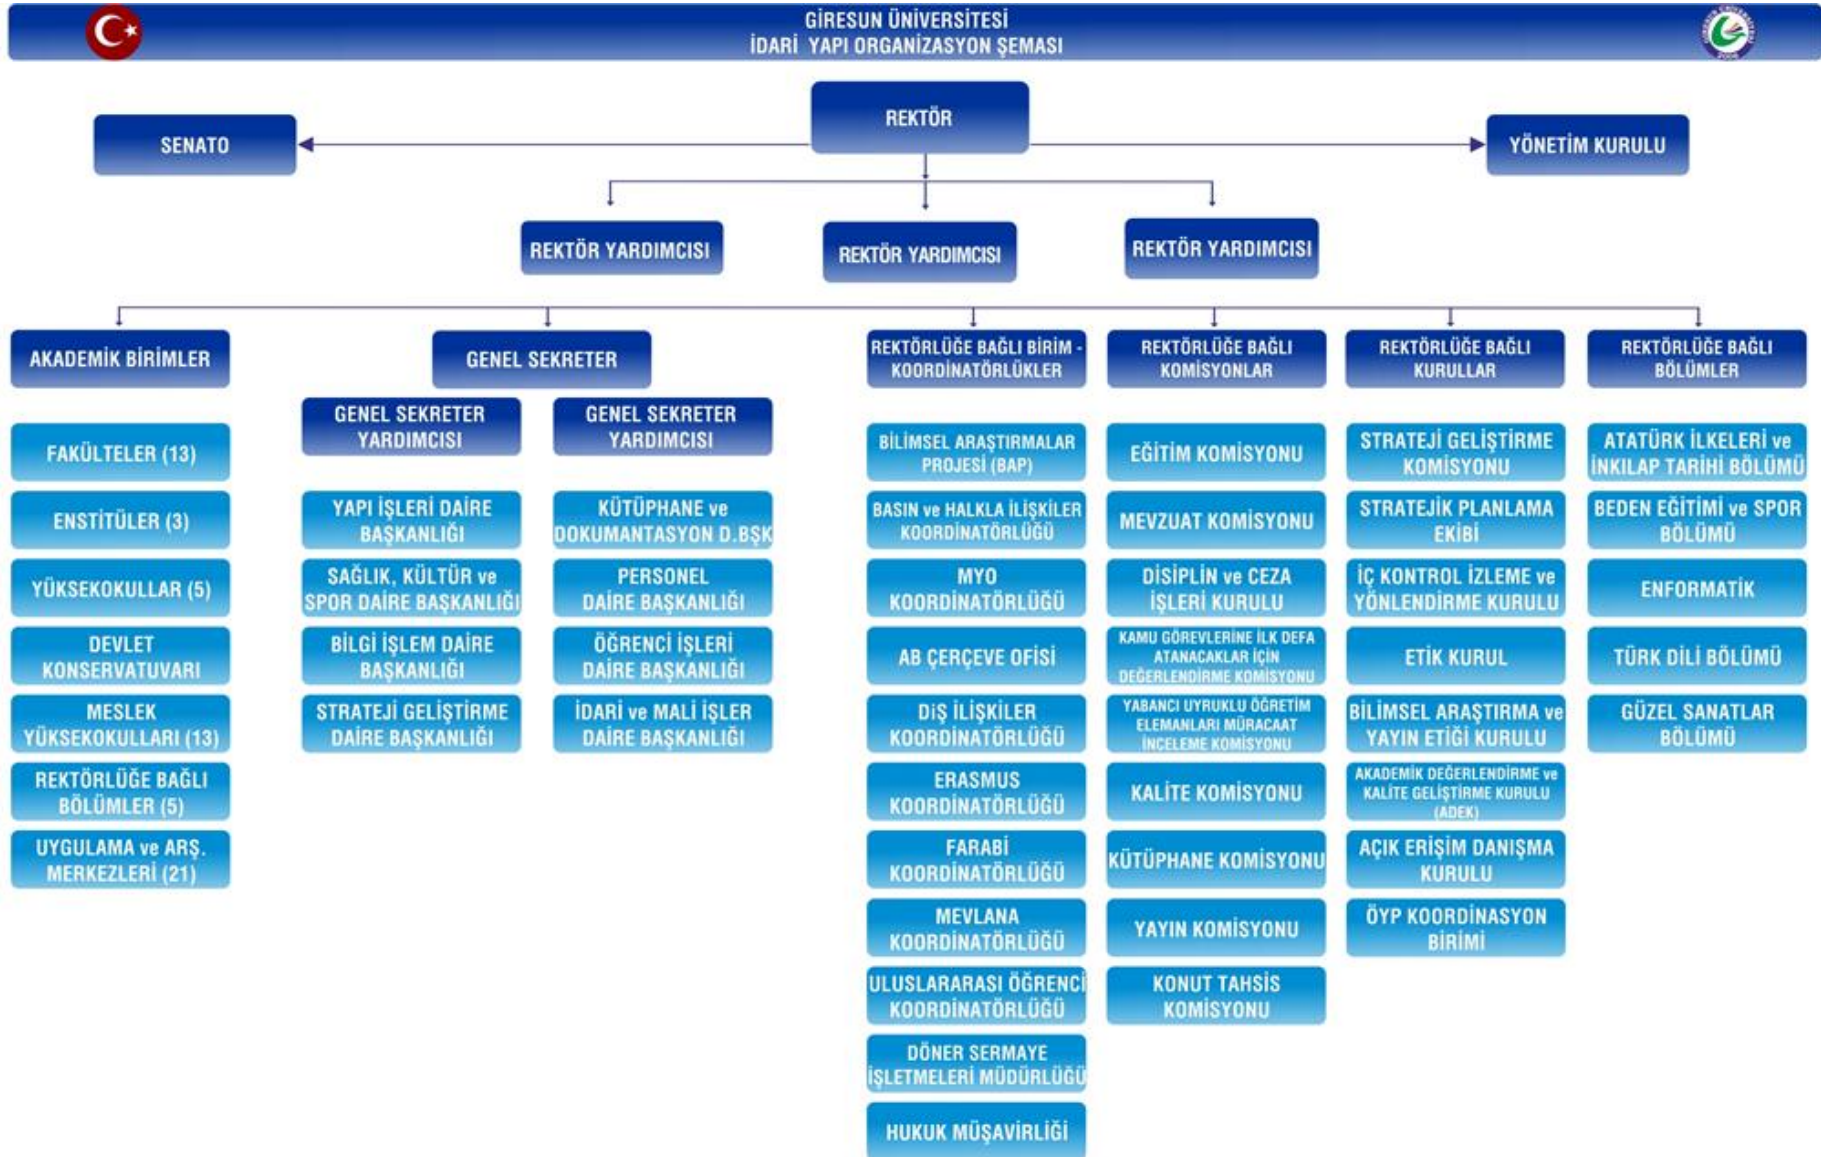 GİRESUN ÜNİVERSİTESİ
İDARİ YAPI ORGANİZASYON ŞEMASI
REKTÖR
SENATO
YÖNETİM KURULU
REKTÖR YARDIMCISI
REKTÖR YARDIMCISI
REKTÖR YARDIMCISI
AKADEMİK BİRİMLER
FAKÜLTELER (13)
ENSTİTÜLER (3)
YÜKSEKOKULLAR (5)
DEVLET
KONSERVATUVARI
MESLEK
YÜKSEKOKULLARI (13)
REKTÖRLÜĞE BAĞLI
BÖLÜMLER (5)
UYGULAMA ve ARŞ.
MERKEZLERİ (21)
GENEL SEKRETER
GENEL SEKRETER
YARDIMCISI
YAPI İŞLERİ DAİRE
BAŞKANLIĞI
SAĞLIK, KÜLTÜR ve
SPOR DAİRE BAŞKANLIĞI
BİLGİ İŞLEM DAİRE
BAŞKANLIĞI
STRATEJİ GELİŞTİRME
DAİRE BAŞKANLIĞI
GENEL SEKRETER
YARDIMCISI
KÜTÜPHANE ve
DOKUMANTASYON D.BŞK
PERSONEL
DAİRE BAŞKANLIĞI
ÖĞRENCİ İŞLERİ
DAİRE BAŞKANLIĞI
İDARİ ve MALİ İŞLER
DAİRE BAŞKANLIĞI
REKTÖRLÜĞE BAĞLI BİRİM -
KOORDİNATÖRLÜKLER
BİLİMSEL ARAŞTIRMALAR
PROJESİ (BAP)
BASIN ve HALKLA İLİŞKİLER
KOORDİNATÖRLÜĞÜ
MYO
KOORDİNATÖRLÜĞÜ
AB ÇERÇEVE OFİSİ
DiŞ İLİŞKİLER
KOORDİNATÖRLÜĞÜ
ERASMUS
KOORDİNATÖRLÜĞÜ
FARABİ
KOORDİNATÖRLÜĞÜ
MEVLANA
KOORDİNATÖRLÜĞÜ
ULUSLARARASI ÖĞRENCİ
KOORDİNATÖRLÜĞÜ
DÖNER SERMAYE
İŞLETMELERİ MÜDÜRLÜĞÜ
HUKUK MÜŞAVİRLİĞİ
REKTÖRLÜĞE BAĞLI
KOMİSYONLAR
EĞİTİM KOMİSYONU
MEVZUAT KOMİSYONU
DİSİPLİN ve CEZA
İŞLERİ KURULU
KAMU GÖREVLERİNE İLK DEFA
ATANACAKLAR İÇİN
DEĞERLENDİRME KOMİSYONU
YABANCI UYRUKLU ÖĞRETİM
ELEMANLARI MÜRACAAT
İNCELEME KOMİSYONU
KALİTE KOMİSYONU
KÜTÜPHANE KOMİSYONU
YAYIN KOMİSYONU
KONUT TAHSİS
KOMİSYONU
REKTÖRLÜĞE BAĞLI
KURULLAR
STRATEJİ GELİŞTİRME
KOMİSYONU
STRATEJİK PLANLAMA
EKİBİ
İÇ KONTROL İZLEME ve
YÖNLENDİRME KURULU
ETİK KURUL
BİLİMSEL ARAŞTIRMA ve
YAYIN ETİĞİ KURULU
AKADEMİK DEĞERLENDİRME ve
KALİTE GELİŞTİRME KURULU
(ADEK)
AÇIK ERİŞİM DANIŞMA
KURULU
ÖYP KOORDİNASYON
BİRİMİ
REKTÖRLÜĞE BAĞLI
BÖLÜMLER
ATATÜRK İLKELERİ ve
İNKILAP TARİHİ BÖLÜMÜ
BEDEN EĞİTİMİ ve SPOR
BÖLÜMÜ
ENFORMATİK
TÜRK DİLİ BÖLÜMÜ
GÜZEL SANATLAR
BÖLÜMÜ